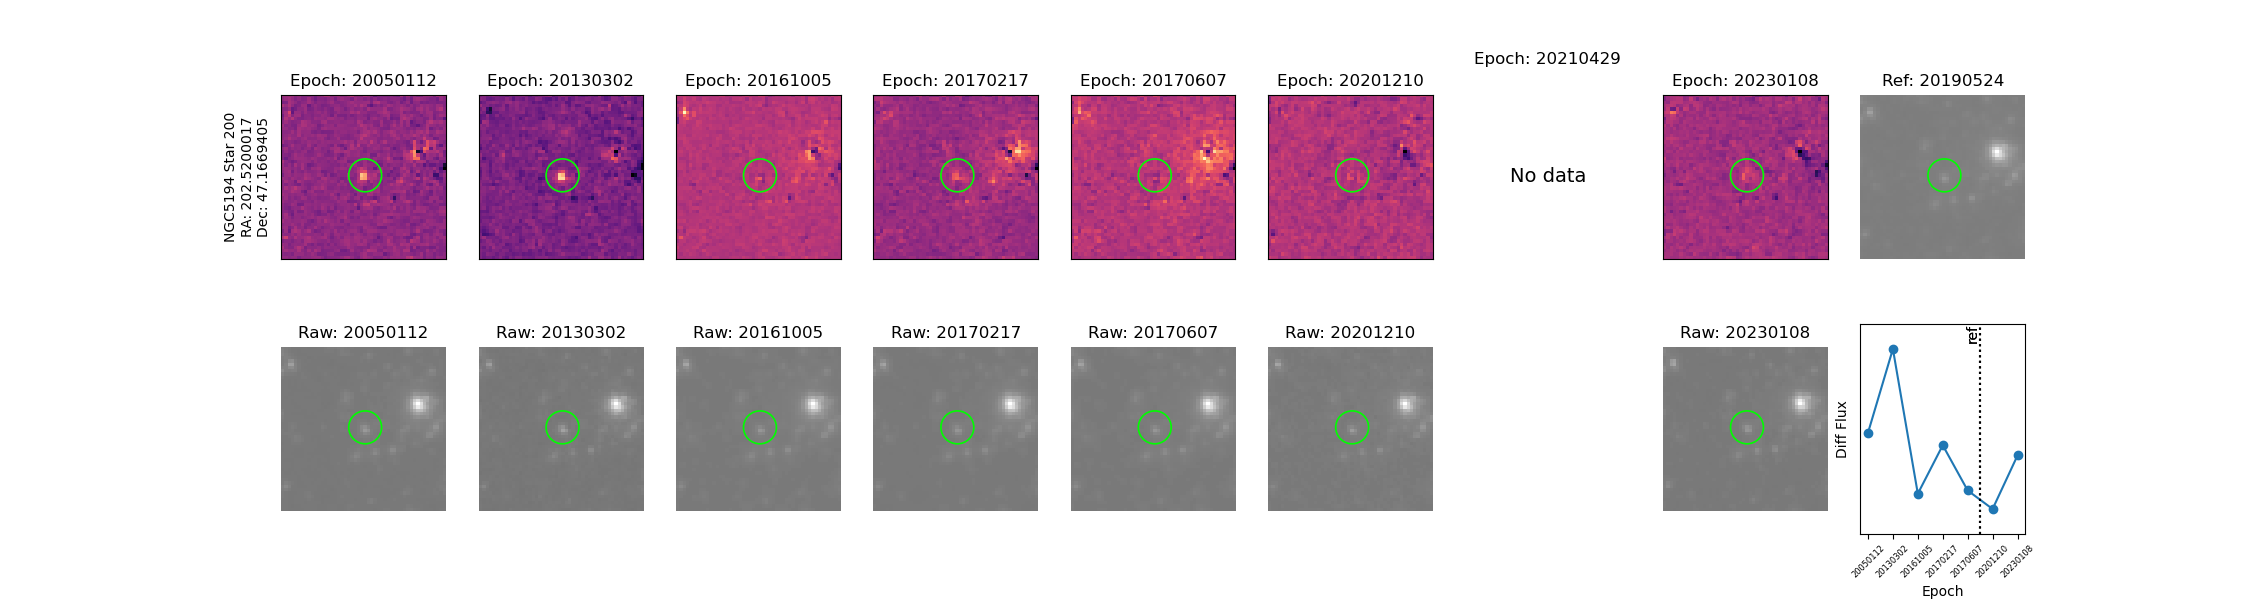 Epoch: 20210429
Epoch: 20050112
Epoch: 20130302
Epoch: 20161005
Epoch: 20170217
Epoch: 20170607
Epoch: 20201210
Epoch: 20230108
Ref: 20190524
NGC5194 Star 200
RA: 202.5200017
Dec: 47.1669405
No data
Raw: 20050112
Raw: 20130302
Raw: 20161005
Raw: 20170217
Raw: 20170607
Raw: 20201210
Raw: 20230108
ref
Diff Flux
20050112
20130302
20161005
20170217
20170607
20201210
20230108
Epoch